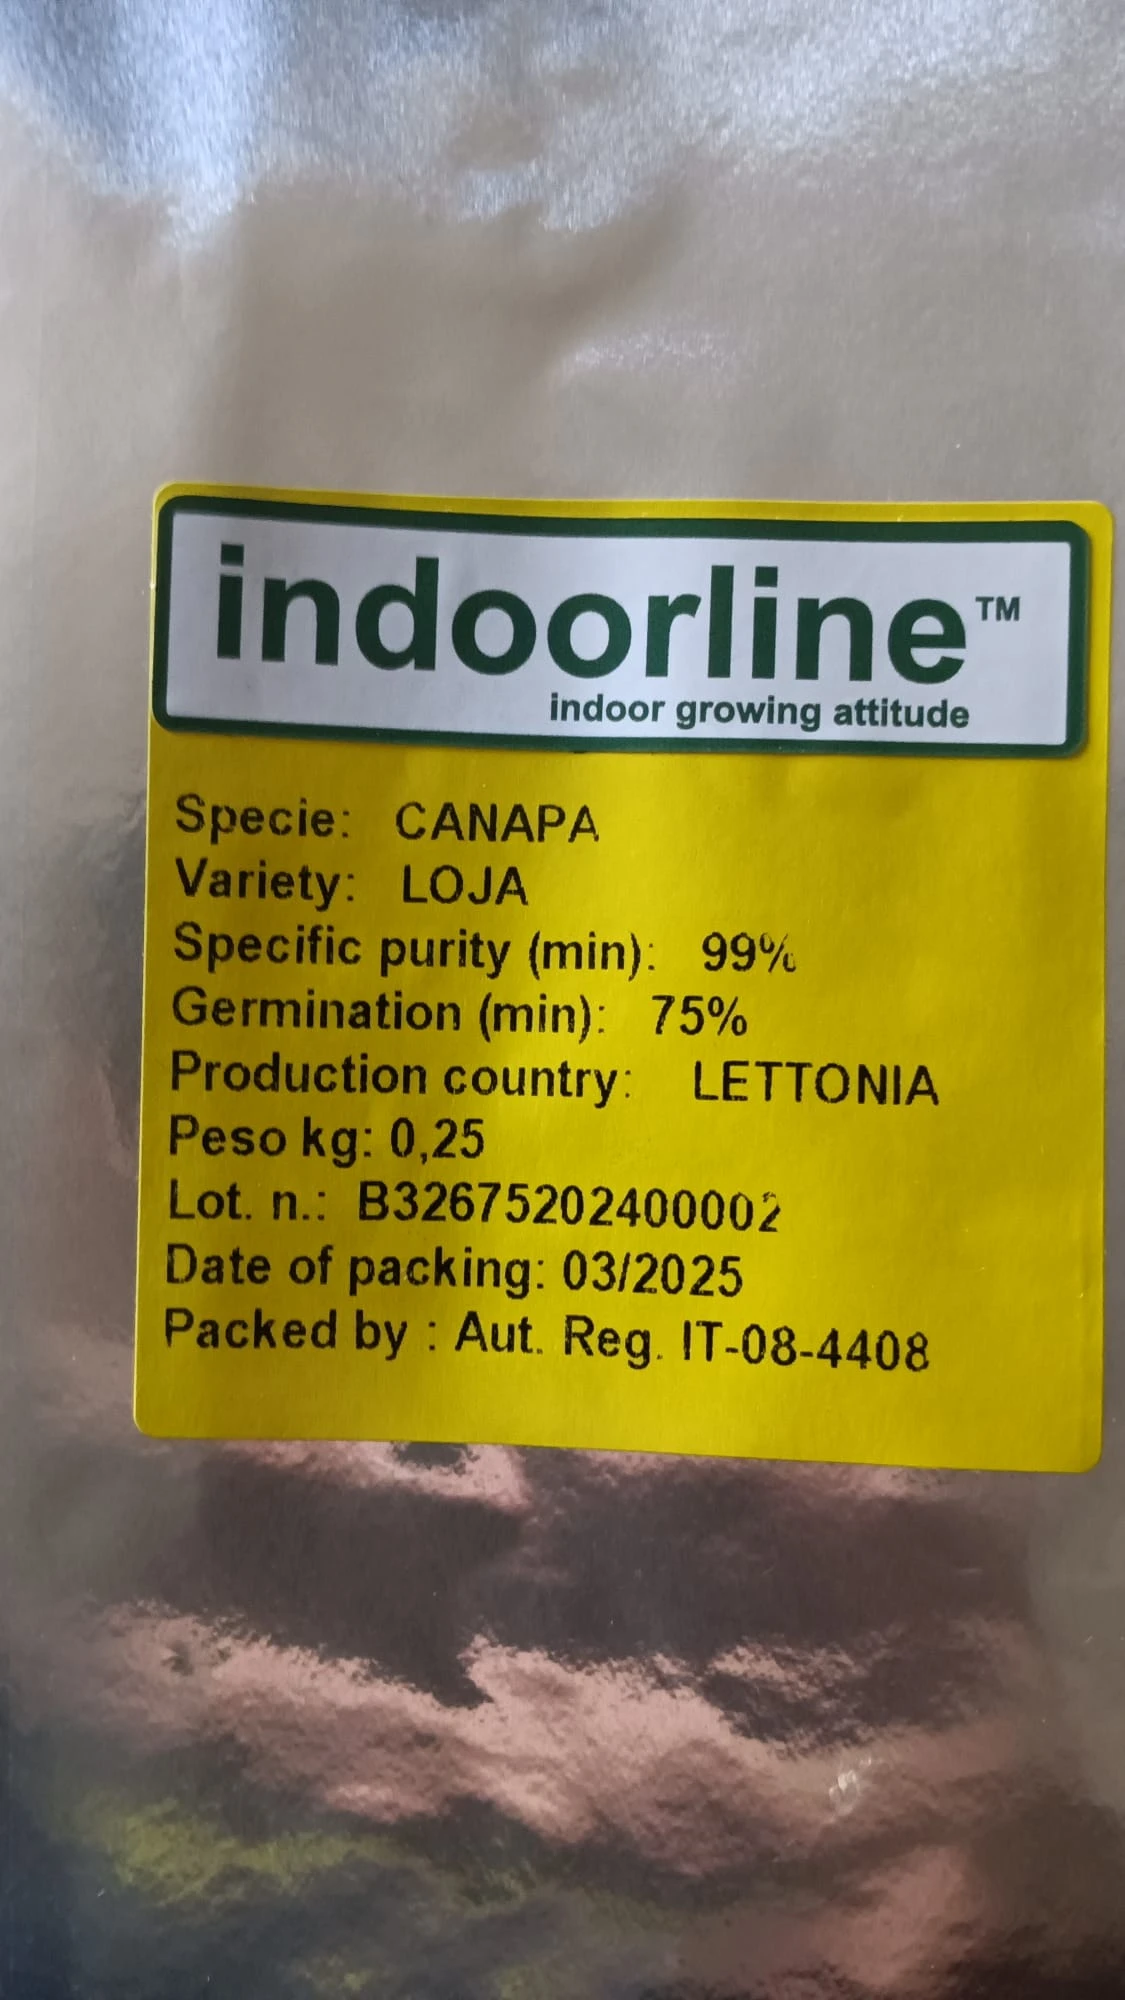 indoorline™
indoor growing attitude
Specie: CANAPA
Variety: LOJA
Specific purity (min): 99%
Germination (min): 75%
Production country: LETTONIA
Peso kg: 0,25
Lot. n.: B32675202400002
Date of packing: 03/2025
Packed by : Aut. Reg. IT-08-4408